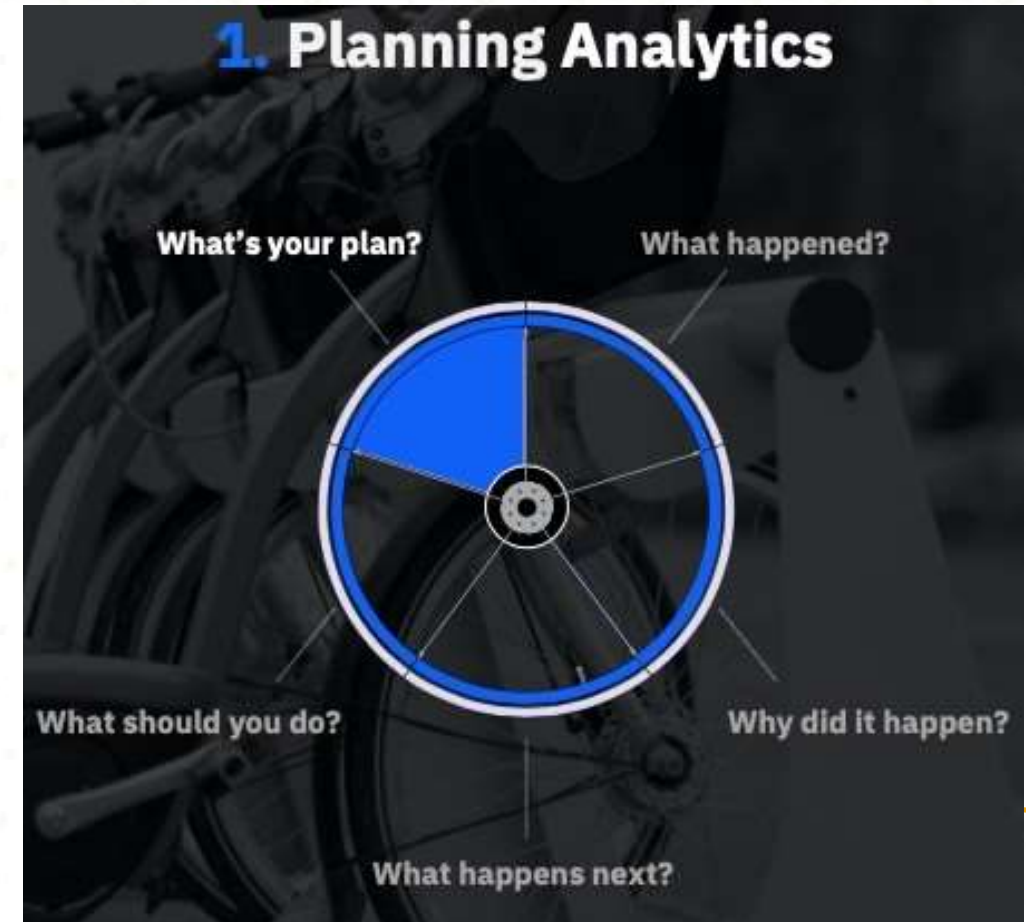 1. Planning Analytics
What's your plan?
What happened?
What should you do?
Why did it happen?
What happens next?